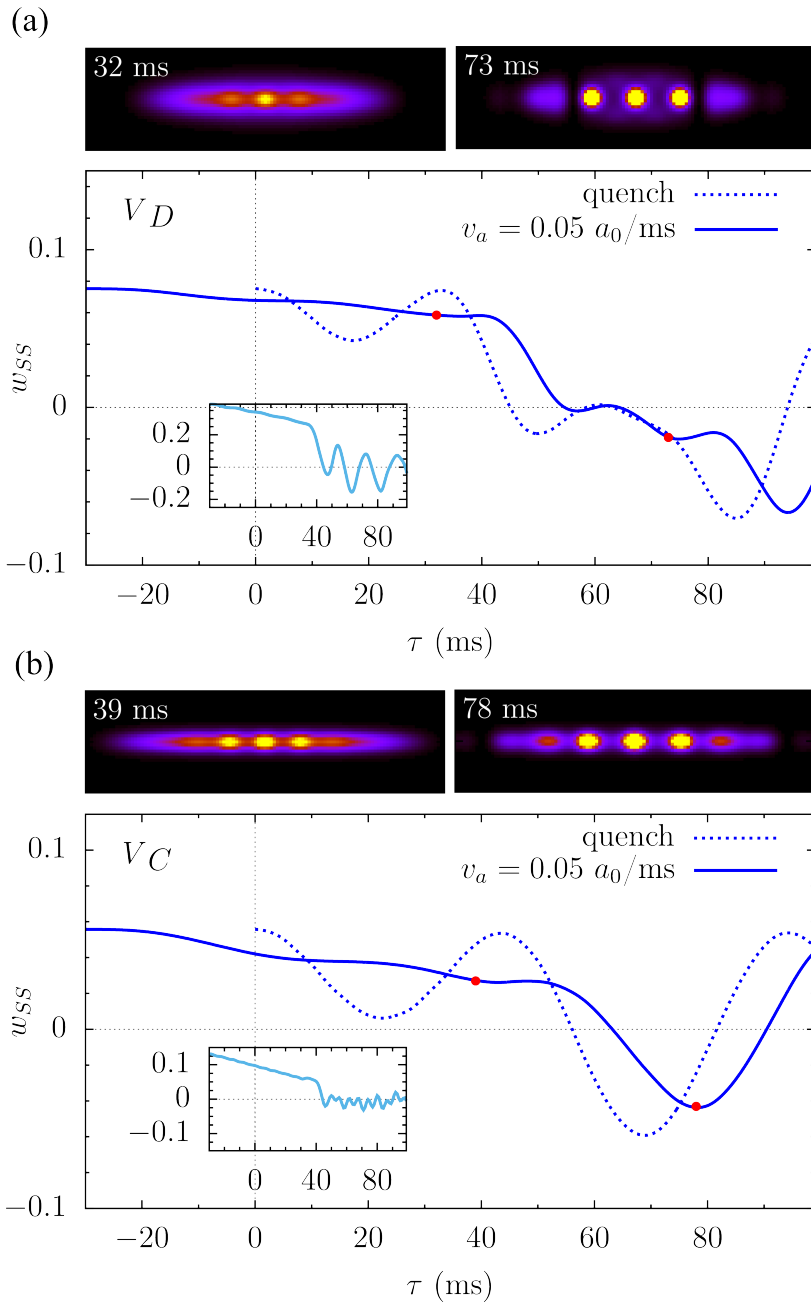 (a)
32 ms 73 ms
V_D
quench
v_a = 0.05 a_0/ms
0.1
0
−0.1
w_SS
0.2
0
−0.2
0 40 80
−20 0 20 40 60 80
τ (ms)
(b)
39 ms 78 ms
V_C
quench
v_a = 0.05 a_0/ms
0.1
0
−0.1
w_SS
0.1
0
−0.1
0 40 80
−20 0 20 40 60 80
τ (ms)